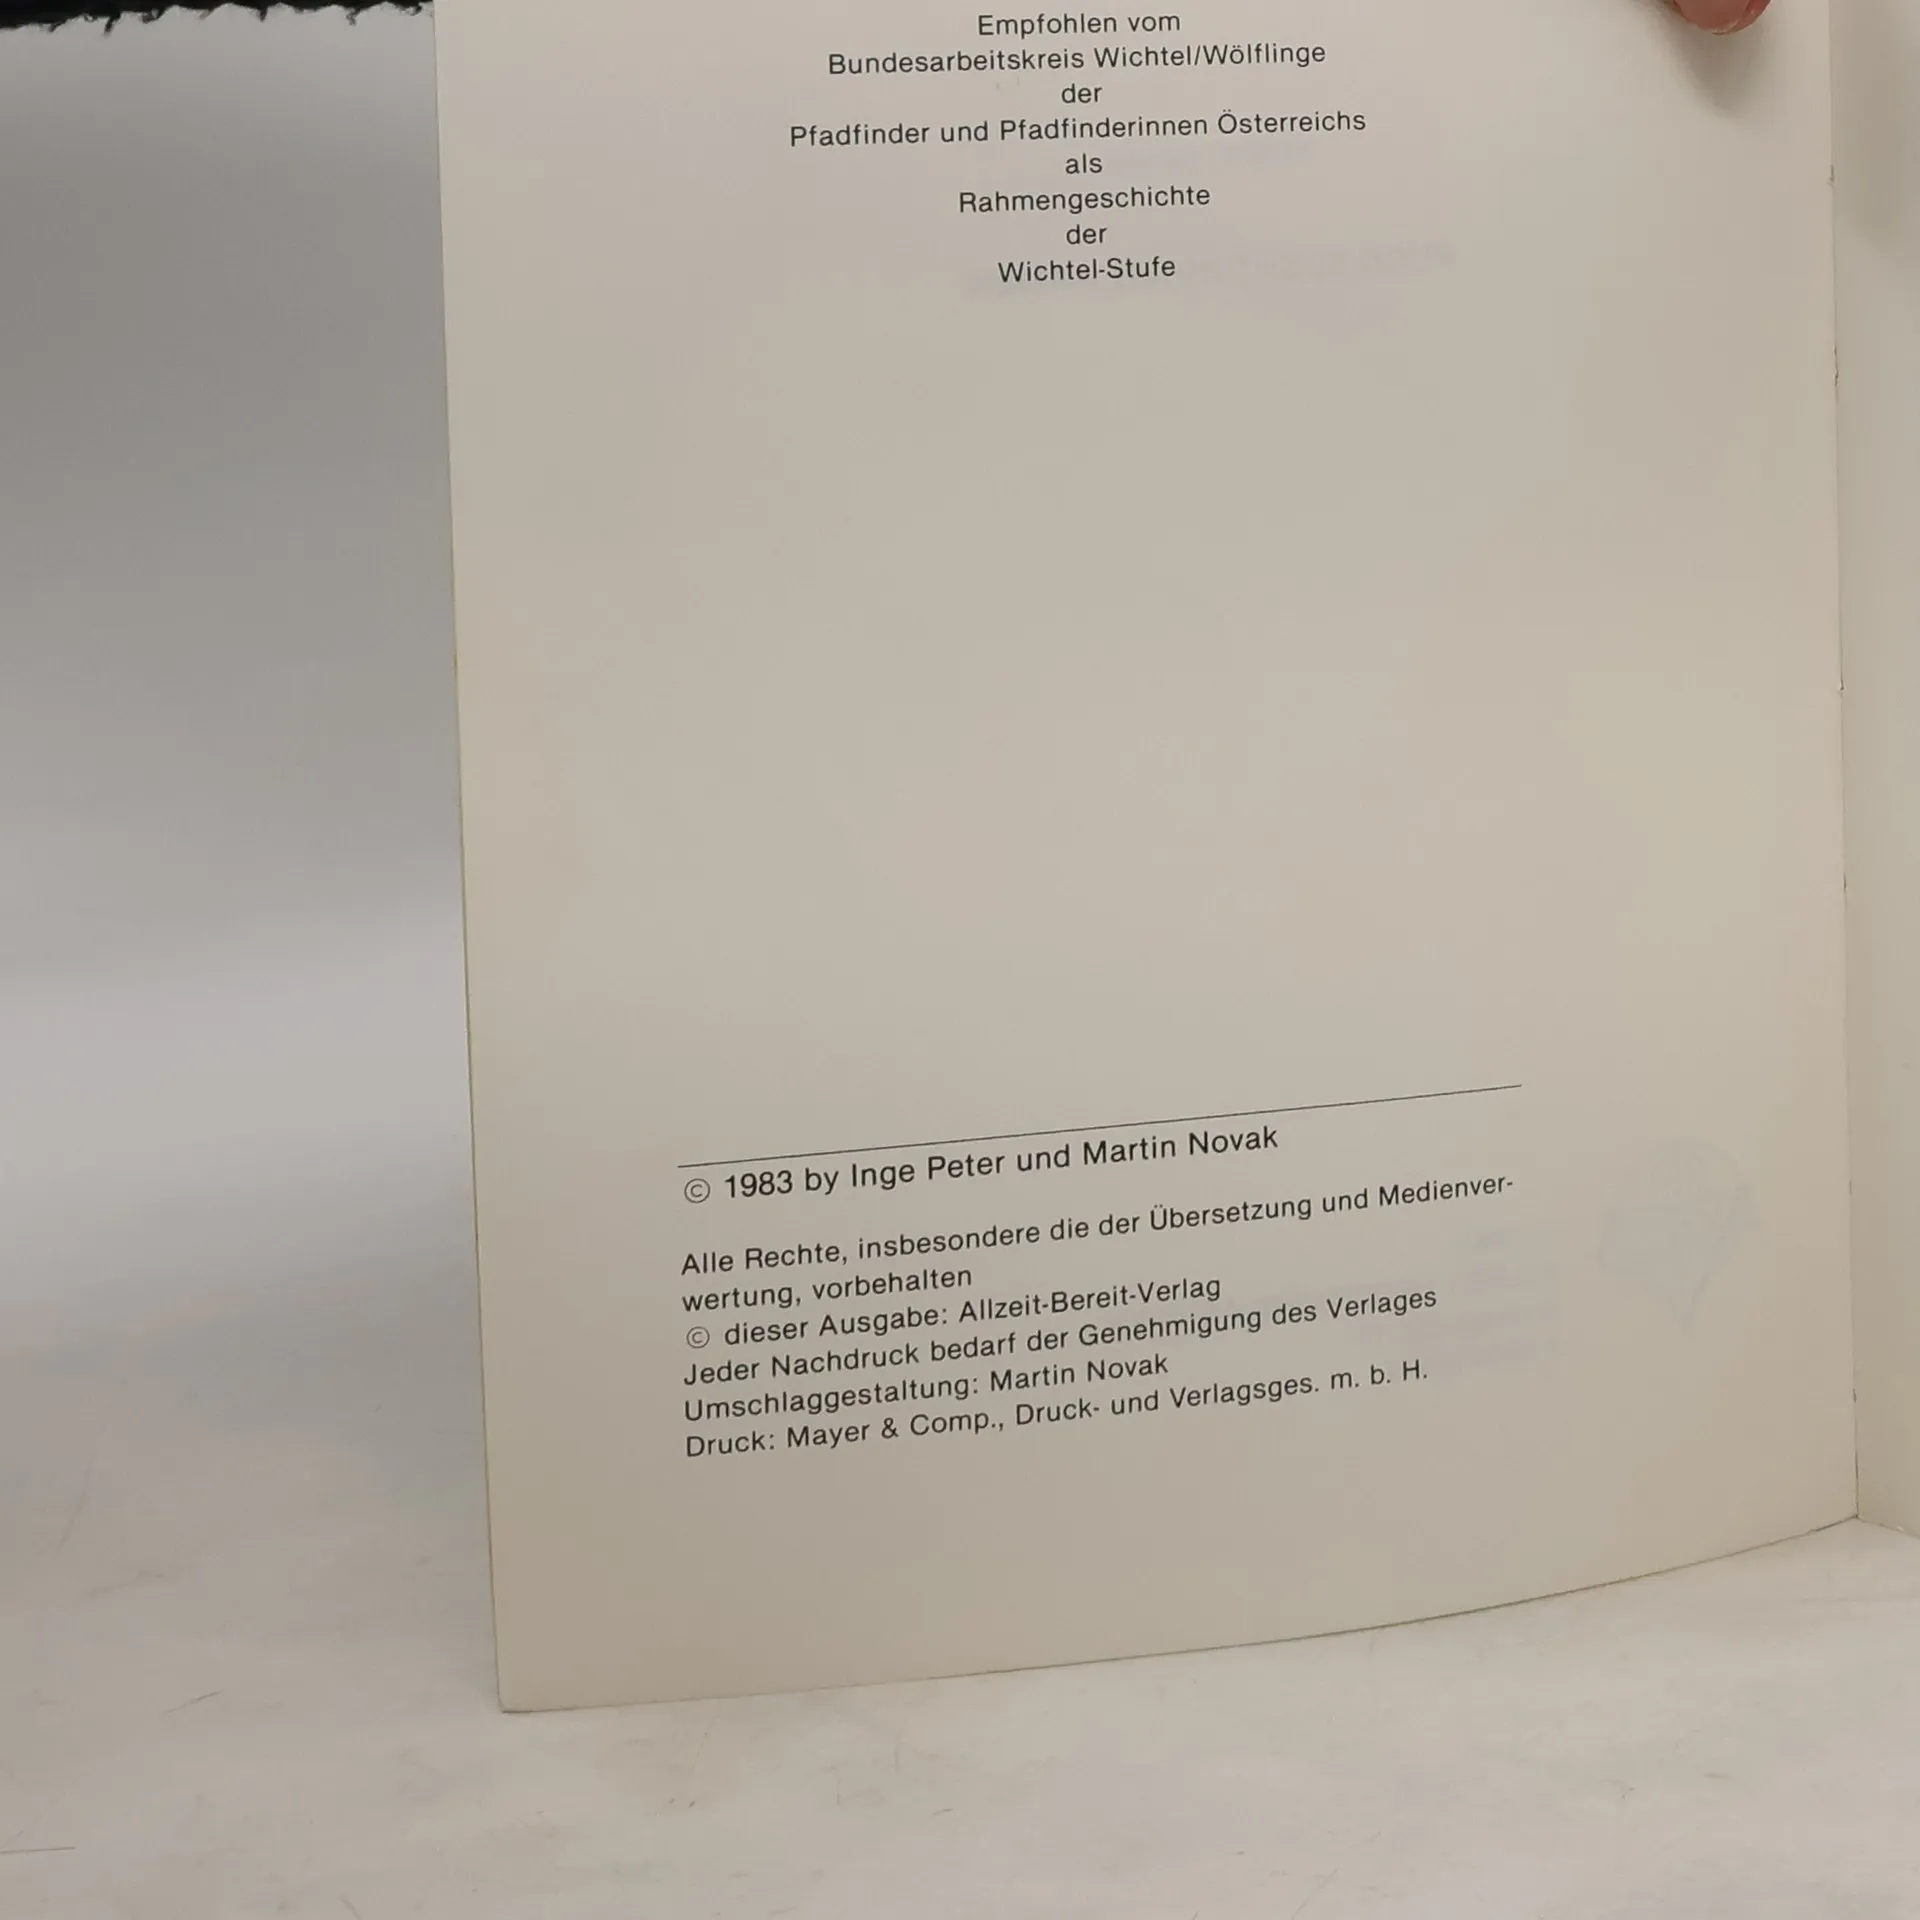 Empfohlen vom
Bundesarbeitskreis Wichtel/Wölflinge
der
Pfadfinder und Pfadfinderinnen Österreichs
als
Rahmengeschichte
der
Wichtel-Stufe
© 1983 by Inge Peter und Martin Novak
Alle Rechte, insbesondere die der Übersetzung und Medienver-
wertung, vorbehalten
© dieser Ausgabe: Allzeit-Bereit-Verlag
Jeder Nachdruck bedarf der Genehmigung des Verlages
Umschlaggestaltung: Martin Novak
Druck: Mayer & Comp., Druck- und Verlagsges. m. b. H.